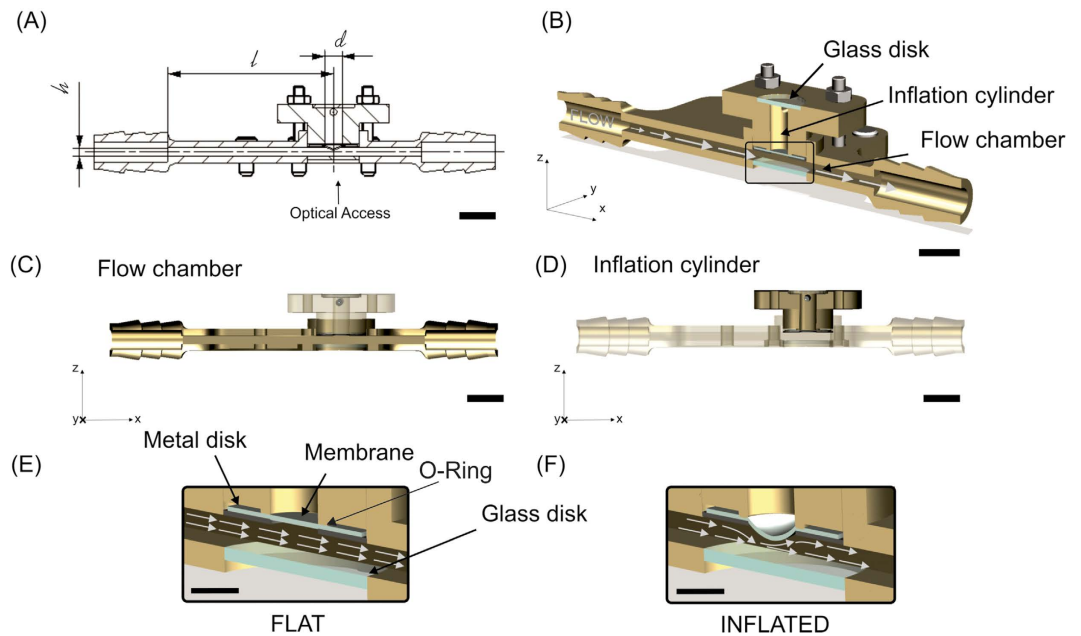 (A)
l
d
h
Optical Access
(B)
Glass disk
Inflation cylinder
Flow chamber
FLOW
z
y
x
(C)
Flow chamber
z
y
x
(D)
Inflation cylinder
z
y
x
(E)
Metal disk
Membrane
O-Ring
Glass disk
FLAT
(F)
INFLATED